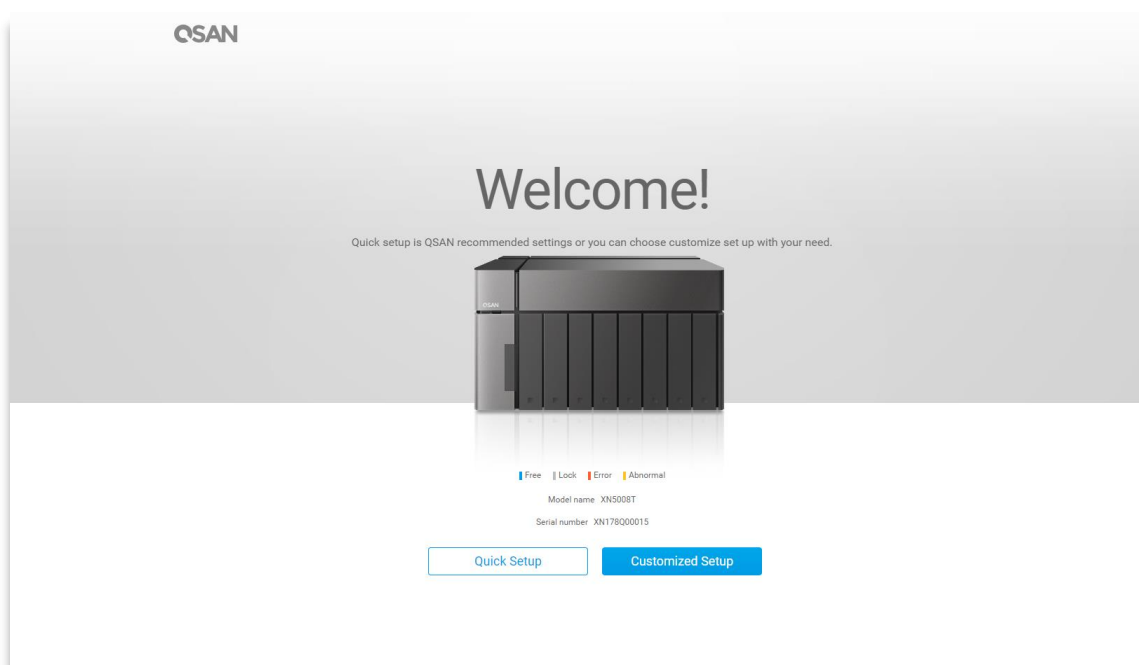 QSAN
Welcome!
Quick setup is QSAN recommended settings or you can choose customize set up with your need.
QSAN
Free Lock Error Abnormal
Model name XN5008T
Serial number XN178Q00015
Quick Setup Customized Setup